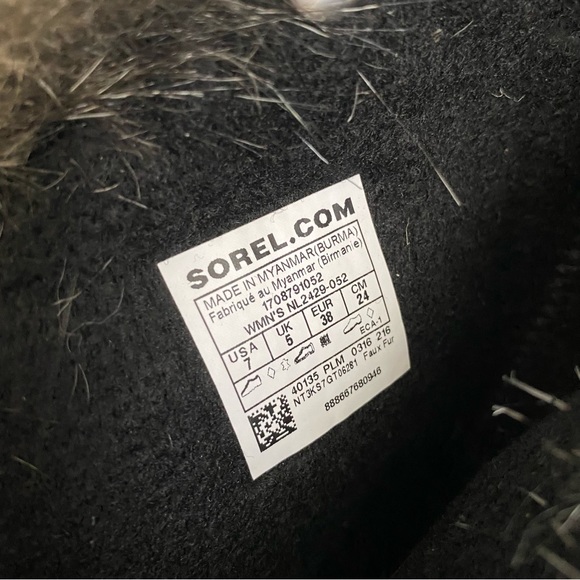 SOREL.COM
MADE IN MYANMAR(BURMA)
Fabriqué au Myanmar (Birmanie)
1708791052
WMN'S NL2429-052
USA UK EUR CM
7 5 38 24
ECA-1
40135 PLM 0316 216
NT3KS7GT06281 Faux Fur
888667680946